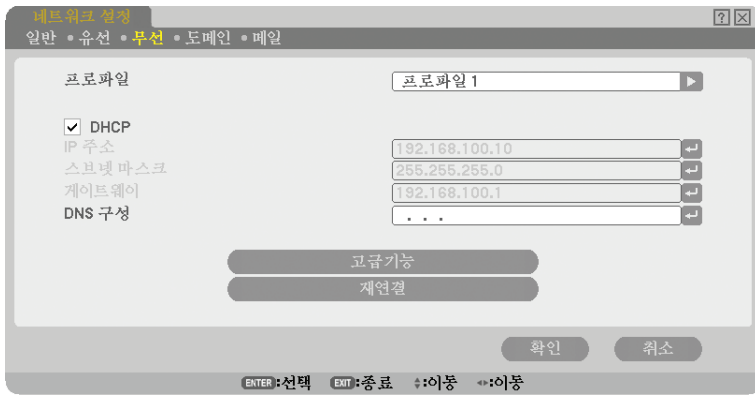 네트워크 설정
일반 • 유선 • 무선 • 도메인 • 메일
프로파일 프로파일 1
DHCP
IP 주소 192.168.100.10
스브넷 마스크 255.255.255.0
게이트웨이 192.168.100.1
DNS 구성 . . .
고급기능
재연결
확인 취소
ENTER:선택 EXIT:종료 :이동 :이동